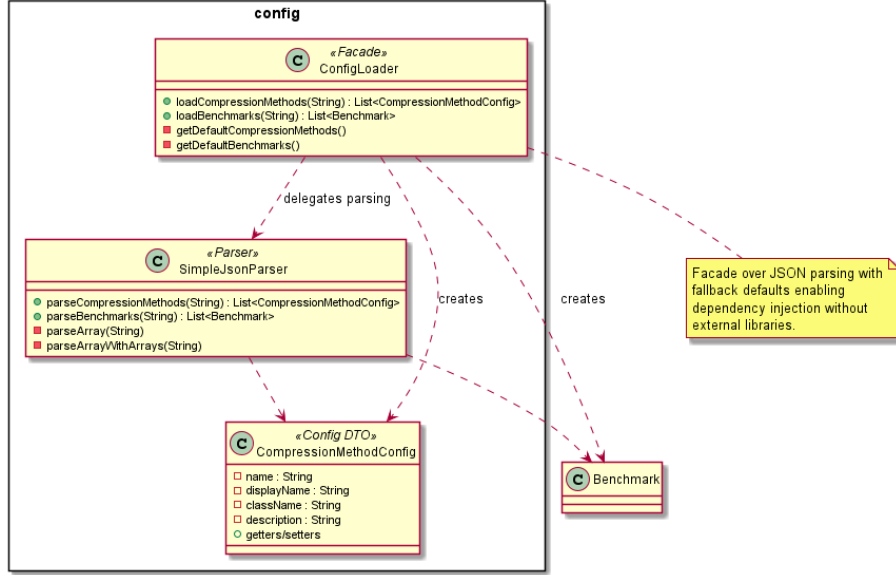 config
«Facade»
C
ConfigLoader
loadCompressionMethods(String) : List<CompressionMethodConfig>
loadBenchmarks(String) : List<Benchmark>
getDefaultCompressionMethods()
getDefaultBenchmarks()
delegates parsing
«Parser»
C
SimpleJsonParser
parseCompressionMethods(String) : List<CompressionMethodConfig>
parseBenchmarks(String) : List<Benchmark>
parseArray(String)
parseArrayWithArrays(String)
creates
creates
Facade over JSON parsing with
fallback defaults enabling
dependency injection without
external libraries.
«Config DTO»
C
CompressionMethodConfig
name : String
displayName : String
className : String
description : String
getters/setters
C Benchmark